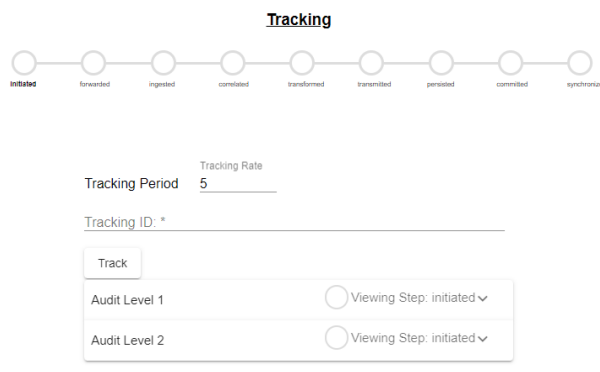 Tracking
initiated forwarded ingested correlated transformed transmitted persisted committed synchroniz
Tracking Rate
Tracking Period 5
Tracking ID: *
Track
Audit Level 1 Viewing Step: initiated
Audit Level 2 Viewing Step: initiated